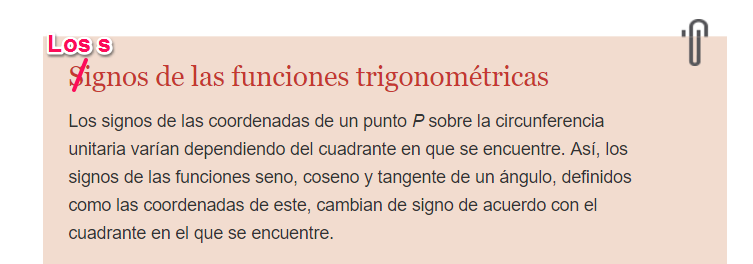 Los s
Signos de las funciones trigonométricas
Los signos de las coordenadas de un punto P sobre la circunferencia
unitaria varían dependiendo del cuadrante en que se encuentre. Así, los
signos de las funciones seno, coseno y tangente de un ángulo, definidos
como las coordenadas de este, cambian de signo de acuerdo con el
cuadrante en el que se encuentre.